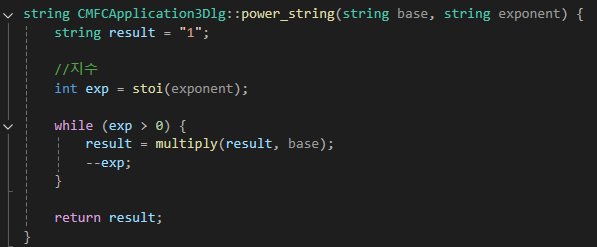 string CMFCApplication3Dlg::power_string(string base, string exponent) {
string result = "1";
//지수
int exp = stoi(exponent);
while (exp > 0) {
result = multiply(result, base);
--exp;
}
return result;
}